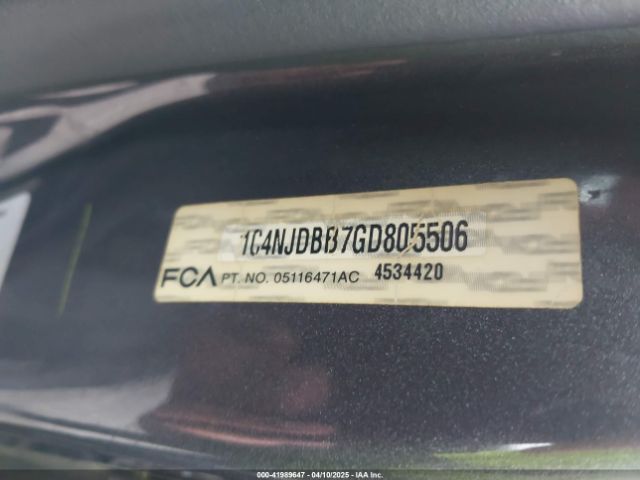 1C4NJDBB7GD805506
FCA PT. NO. 05116471AC 4534420
000-41989647 - 04/10/2025 - IAA Inc.